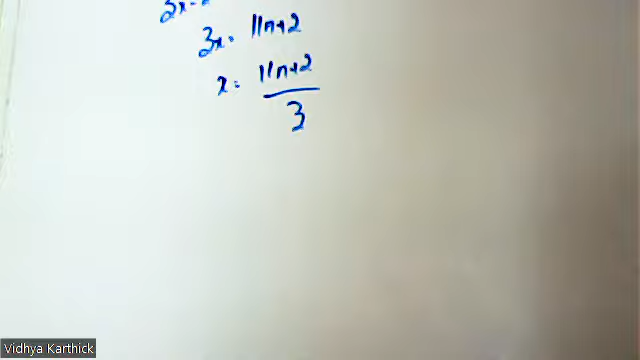 3x = 11n+2
x = 11n+2
3
Vidhya Karthick